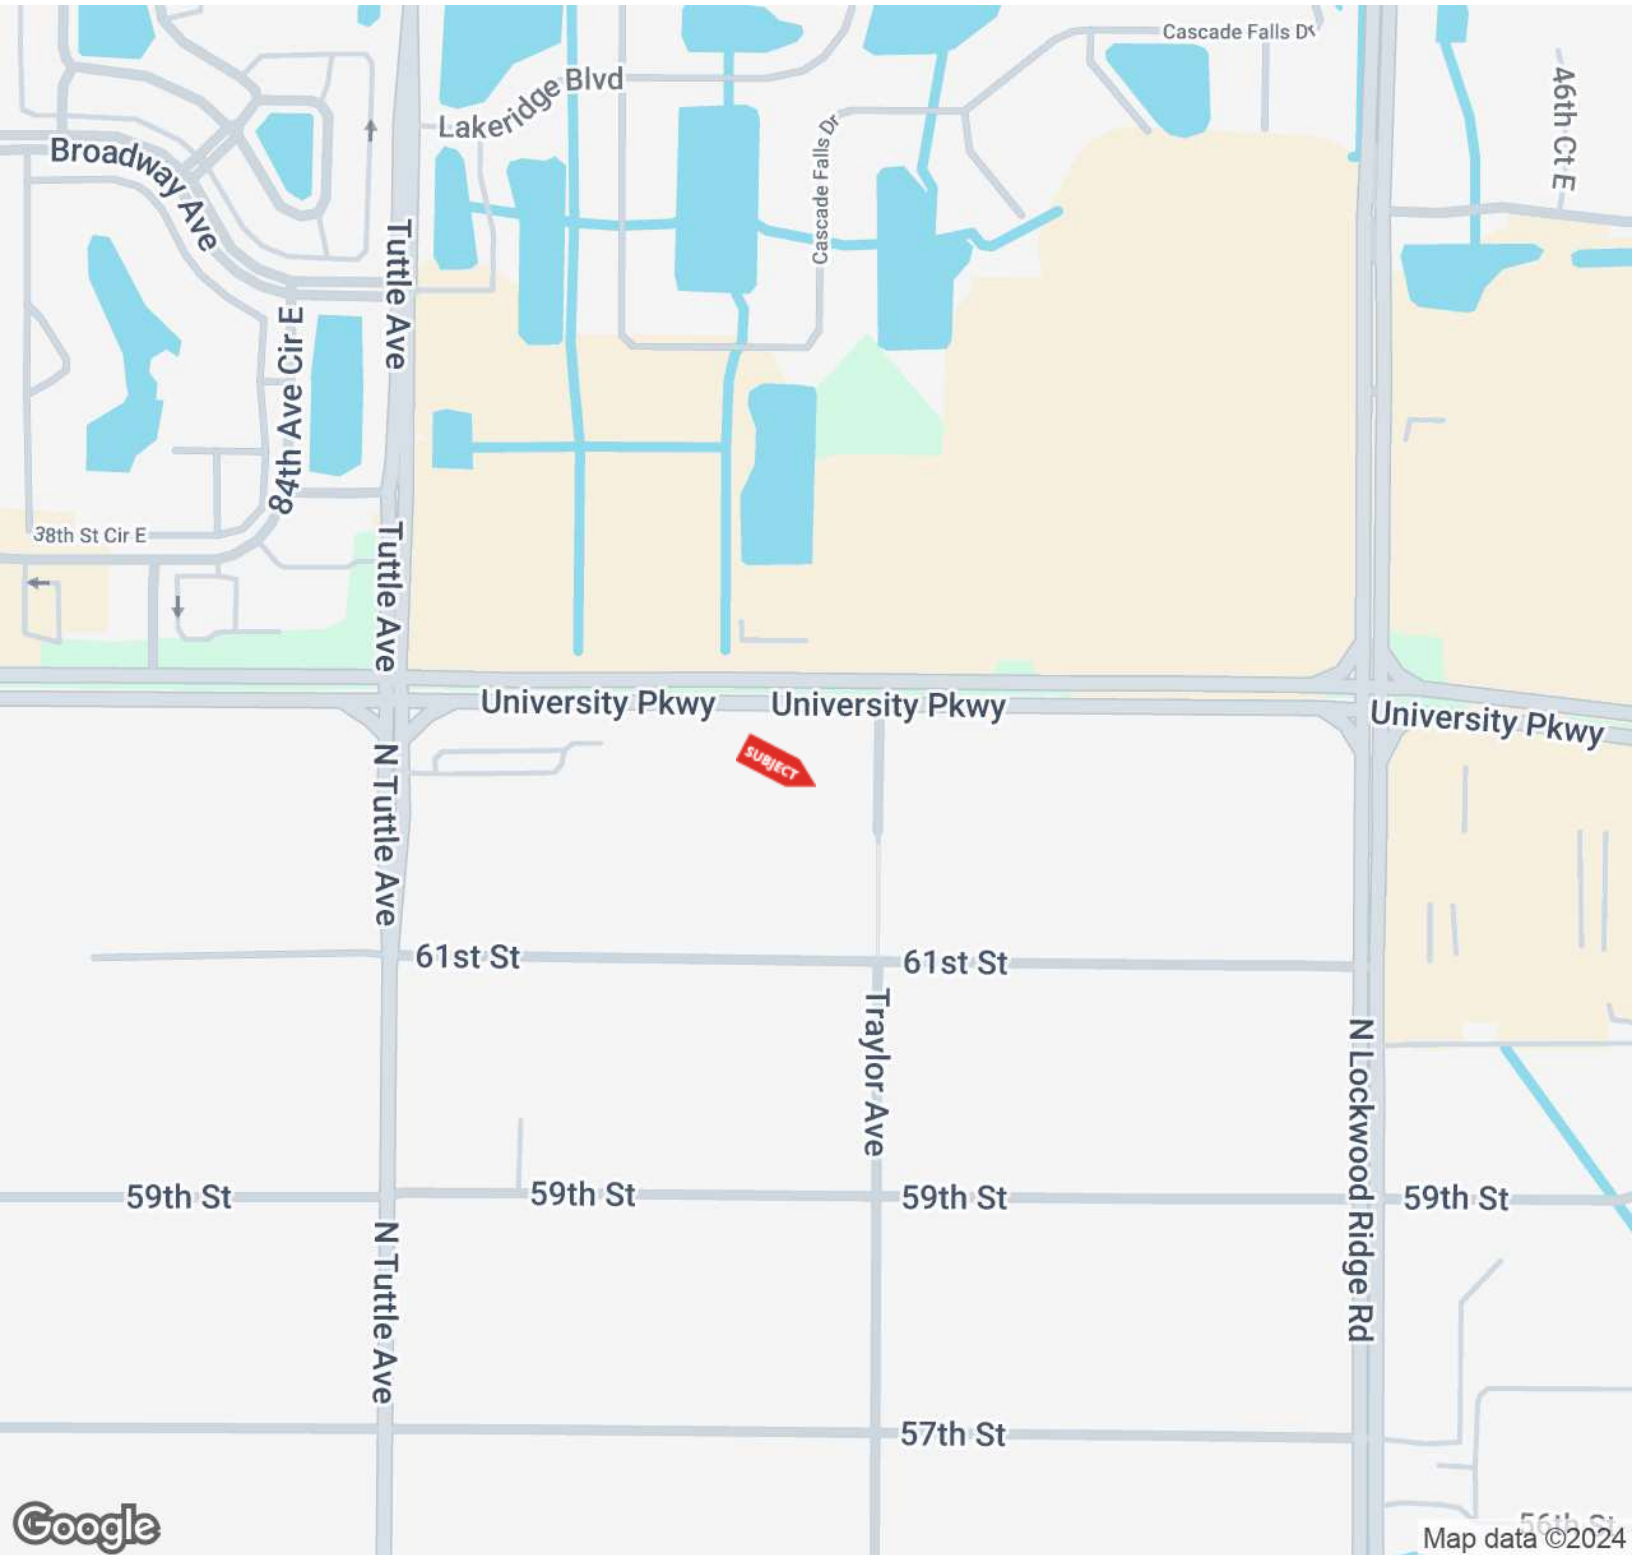 Cascade Falls Dr
46th Ct E
Lakeridge Blvd
Broadway Ave
Cascade Falls Dr
Tuttle Ave
84th Ave Cir E
38th St Cir E
Tuttle Ave
University Pkwy
University Pkwy
University Pkwy
SUBJECT
N Tuttle Ave
61st St
61st St
Traylor Ave
N Lockwood Ridge Rd
59th St
59th St
59th St
59th St
N Tuttle Ave
57th St
56th St
Google
Map data ©2024